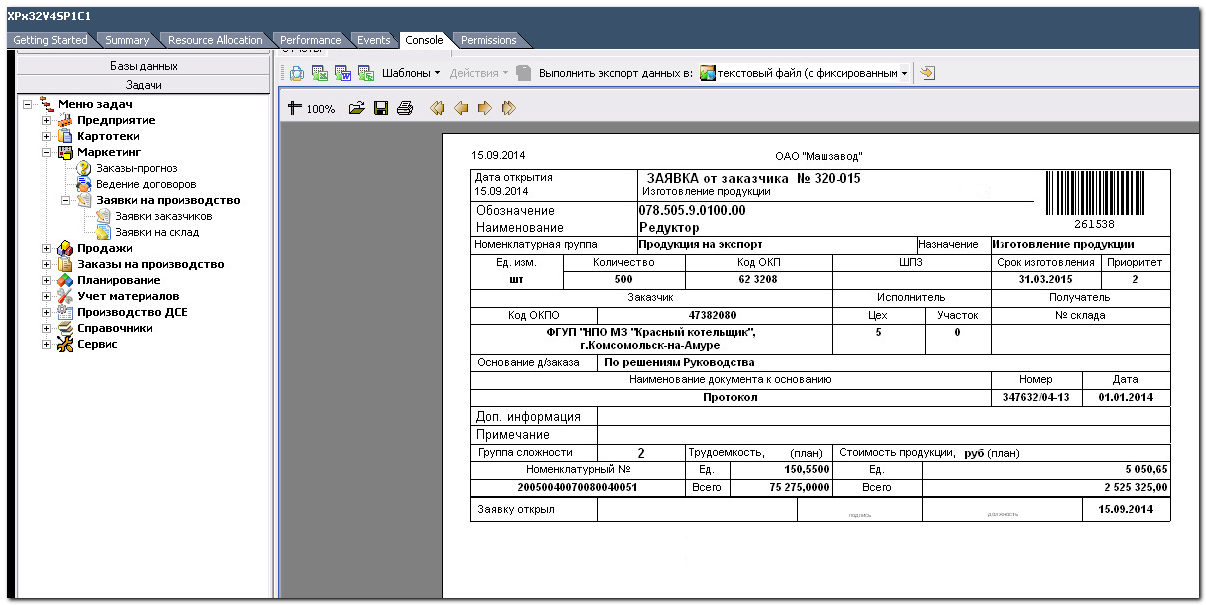 XPx32V4SP1C1
Getting Started Summary Resource Allocation Performance Events Console Permissions
Базы данных
Задачи
Шаблоны Действия Выполнить экспорт данных в: текстовый файл (с фиксированным
100%
Меню задач
Предприятие
Картотеки
Маркетинг
Заказы-прогноз
Ведение договоров
Заявки на производство
Заявки заказчиков
Заявки на склад
Продажи
Заказы на производство
Планирование
Учет материалов
Производство ДСЕ
Справочники
Сервис
15.09.2014 ОАО "Машзавод"
Дата открытия ЗАЯВКА от заказчика № 320-015
15.09.2014 Изготовление продукции
Обозначение 078.505.9.0100.00
261538
Наименование Редуктор
Номенклатурная группа Продукция на экспорт Назначение Изготовление продукции
Ед. изм. Количество Код ОКП ШПЗ Срок изготовления Приоритет
шт 500 62 3208 31.03.2015 2
Заказчик Исполнитель Получатель
Код ОКПО 47382080 Цех Участок № склада
ФГУП "НПО МЗ "Красный котельщик", 5 0
г.Комсомольск-на-Амуре
Основание д/заказа По решениям Руководства
Наименование документа к основанию Номер Дата
Протокол 347632/04-13 01.01.2014
Доп. информация
Примечание
Группа сложности 2 Трудоемкость, (план) Стоимость продукции, руб (план)
Номенклатурный № Ед. 150,5500 Ед. 5 050,65
20050040070080040051 Всего 75 275,0000 Всего 2 525 325,00
Заявку открыл подпись должность 15.09.2014